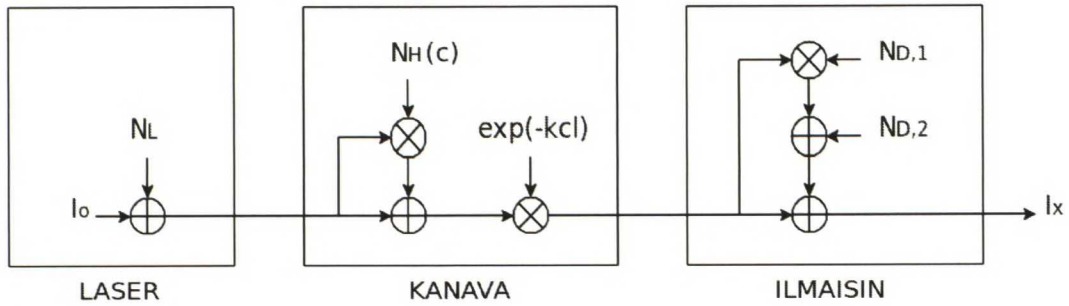 NH(c)
ND,1
NL
exp(-kcl)
ND,2
Io
Ix
LASER
KANAVA
ILMAISIN